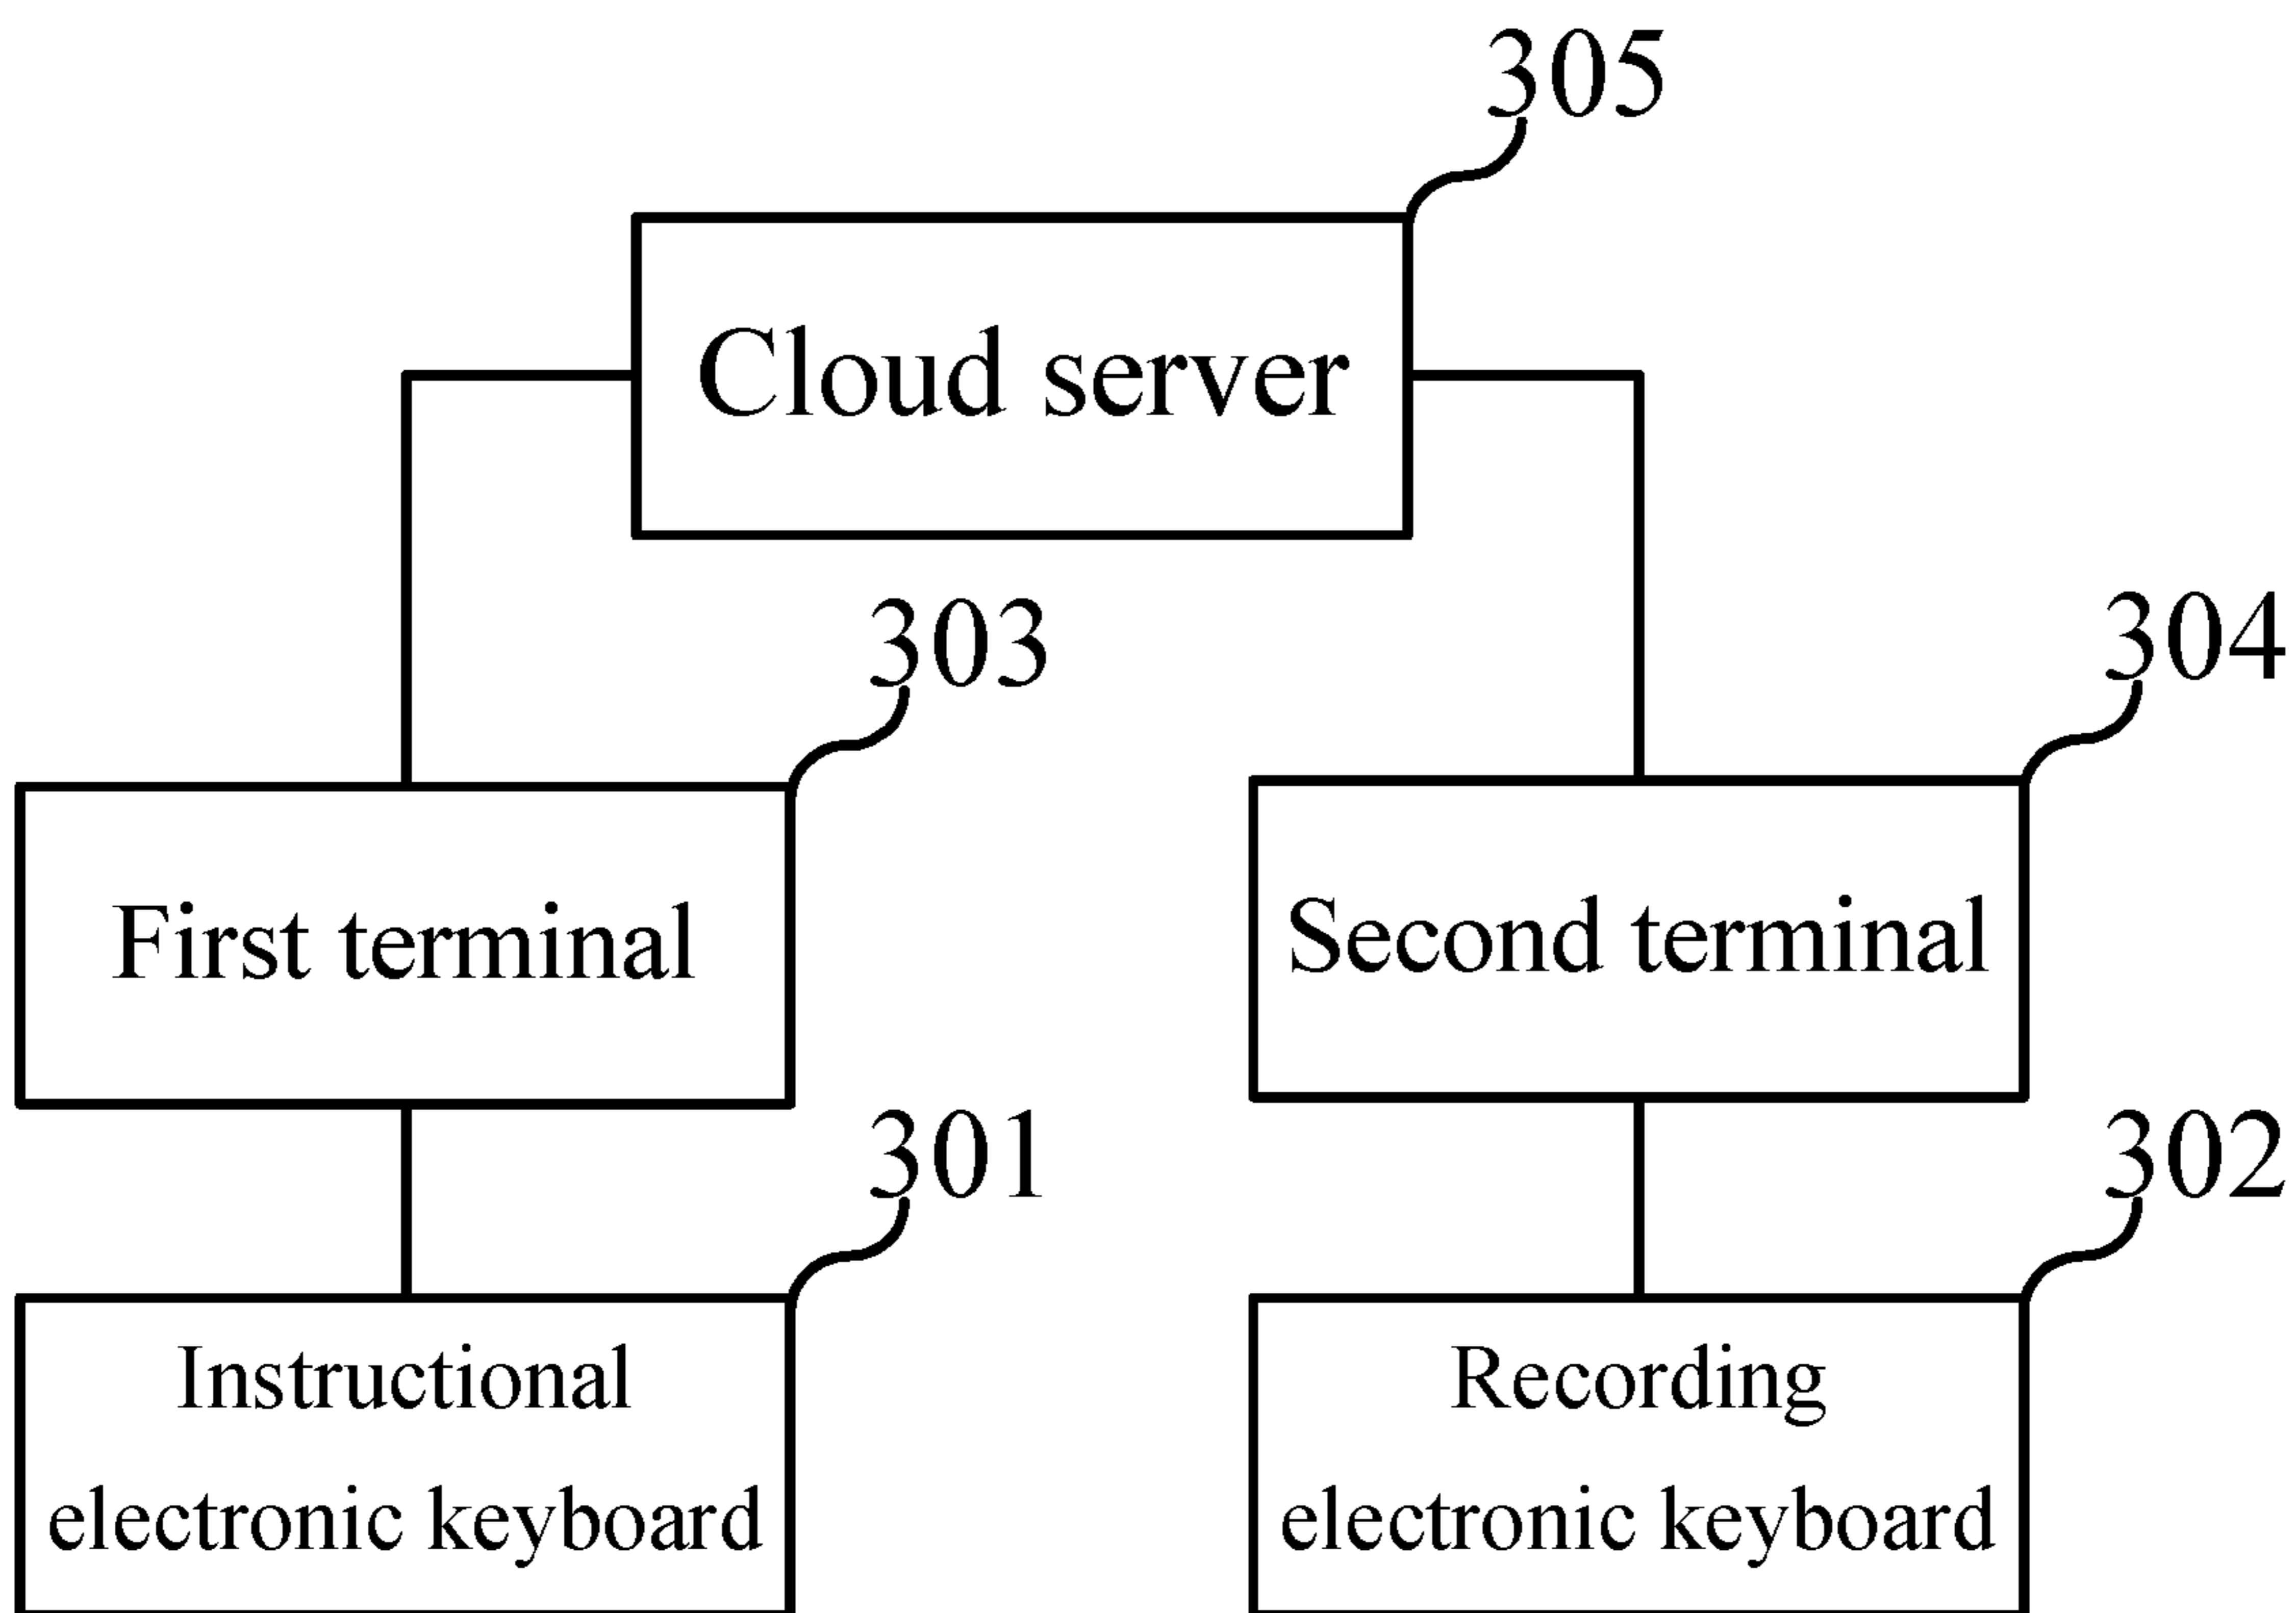 305
Cloud server
303
304
First terminal
Second terminal
301
302
Instructional
electronic keyboard
Recording
electronic keyboard